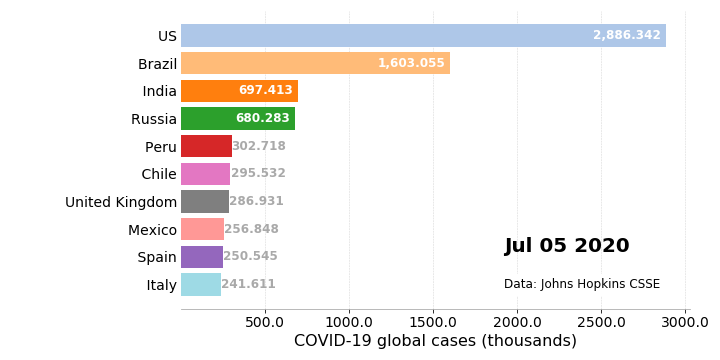 US 2,886.342
Brazil 1,603.055
India 697.413
Russia 680.283
Peru 302.718
Chile 295.532
United Kingdom 286.931
Mexico 256.848
Spain 250.545
Italy 241.611
Jul 05 2020
Data: Johns Hopkins CSSE
500.0 1000.0 1500.0 2000.0 2500.0 3000.0
COVID-19 global cases (thousands)